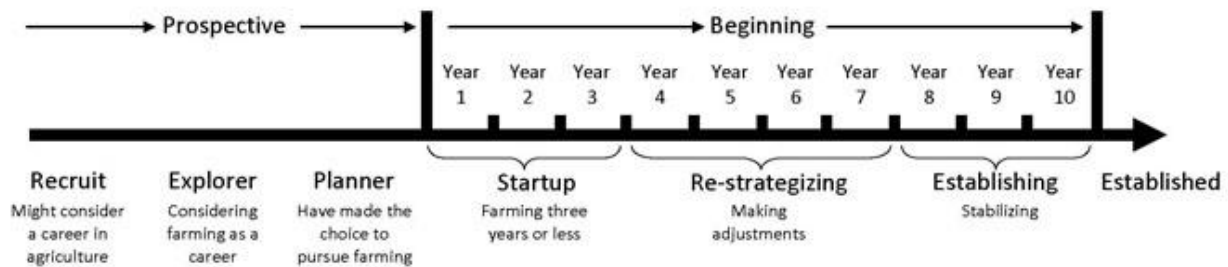 Prospective
Beginning
Year 1
Year 2
Year 3
Year 4
Year 5
Year 6
Year 7
Year 8
Year 9
Year 10
Recruit
Might consider
a career in
agriculture
Explorer
Considering
farming as a
career
Planner
Have made the
choice to
pursue farming
Startup
Farming three
years or less
Re-strategizing
Making
adjustments
Establishing
Stabilizing
Established